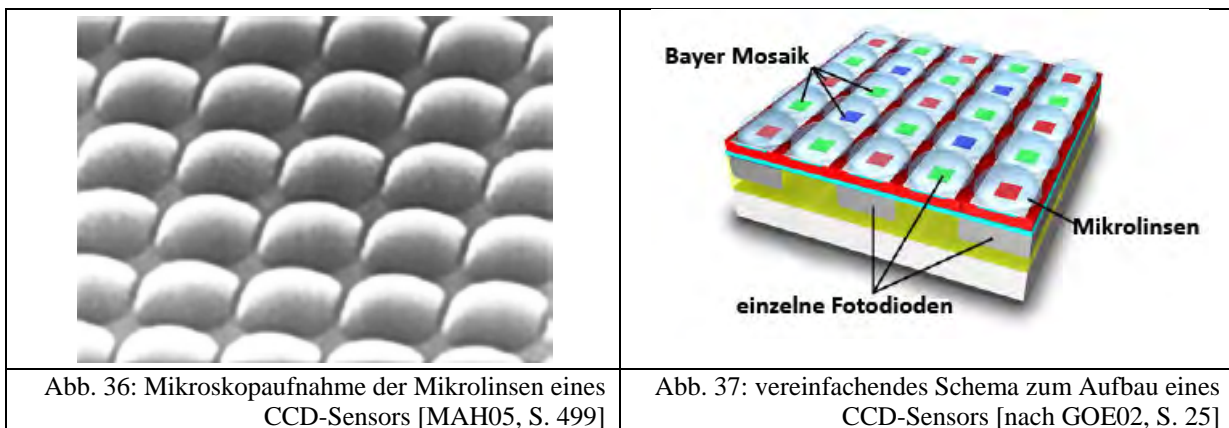 Bayer Mosaik
Mikrolinsen
einzelne Fotodioden
Abb. 36: Mikroskopaufnahme der Mikrolinsen eines
CCD-Sensors [MAH05, S. 499]
Abb. 37: vereinfachendes Schema zum Aufbau eines
CCD-Sensors [nach GOE02, S. 25]